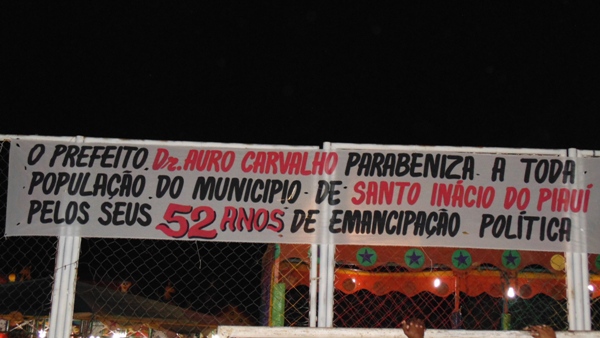 O PREFEITO Dr. AURO CARVALHO PARABENIZA A TODA
POPULAÇÃO DO MUNICIPIO DE SANTO INÁCIO DO PIAUÍ
PELOS SEUS 52 ANOS DE EMANCIPAÇÃO POLÍTICA